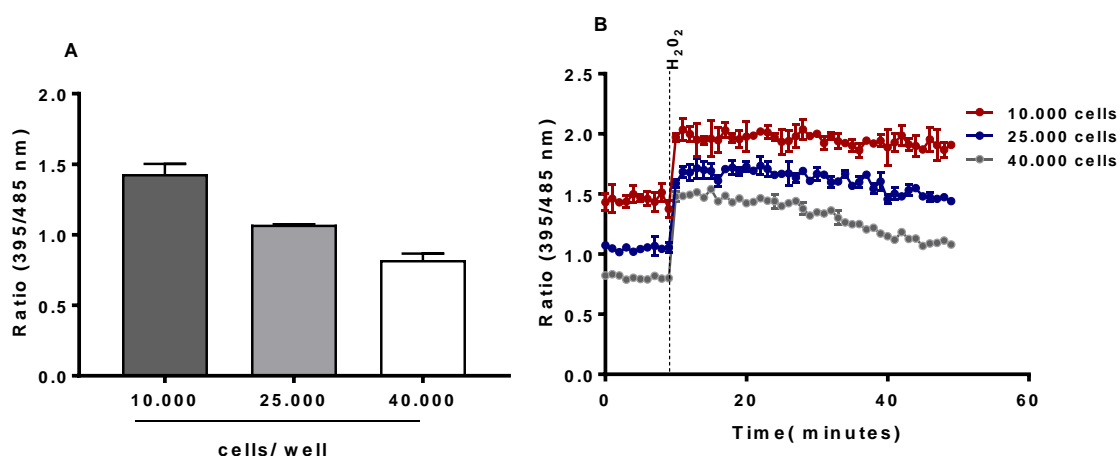 A
Ratio (395/485 nm)
2.0
1.5
1.0
0.5
0.0
10.000 25.000 40.000
cells/ well
B
H2O2
Ratio (395/485 nm)
2.5
2.0
1.5
1.0
0.5
0.0
0 20 40 60
Time( minutes)
10.000 cells
25.000 cells
40.000 cells